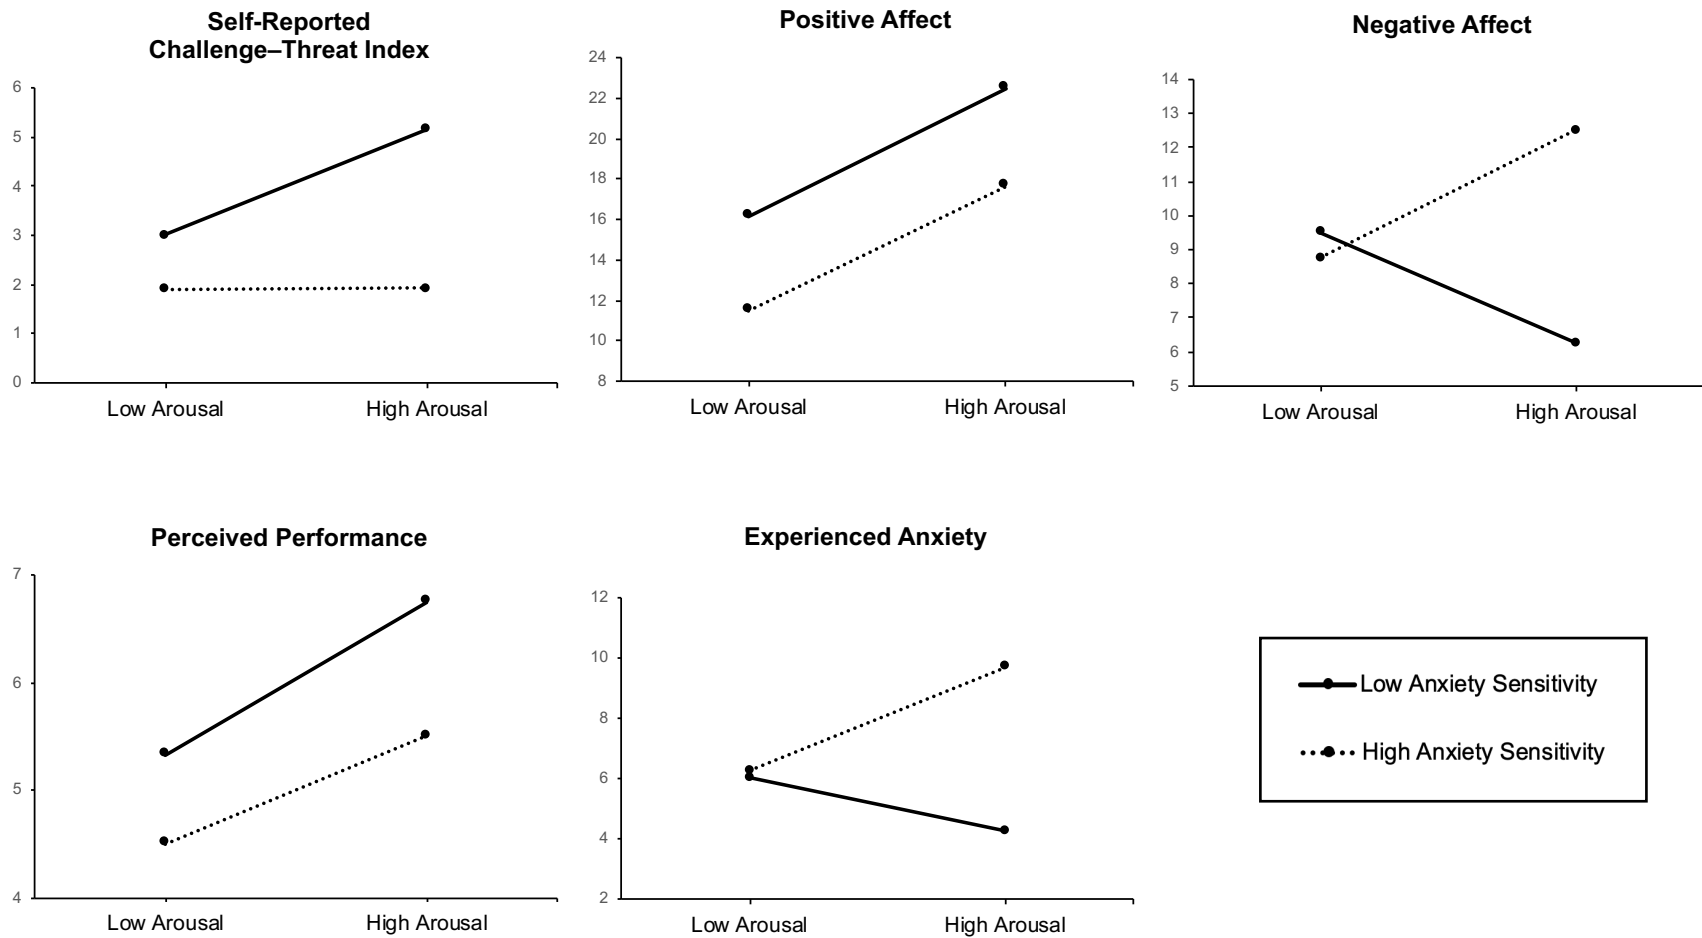 Self-Reported
Challenge–Threat Index
6
5
4
3
2
1
0
Low Arousal
High Arousal
Positive Affect
24
22
20
18
16
14
12
10
8
Low Arousal
High Arousal
Negative Affect
14
13
12
11
10
9
8
7
6
5
Low Arousal
High Arousal
Perceived Performance
7
6
5
4
Low Arousal
High Arousal
Experienced Anxiety
12
10
8
6
4
2
Low Arousal
High Arousal
Low Anxiety Sensitivity
High Anxiety Sensitivity